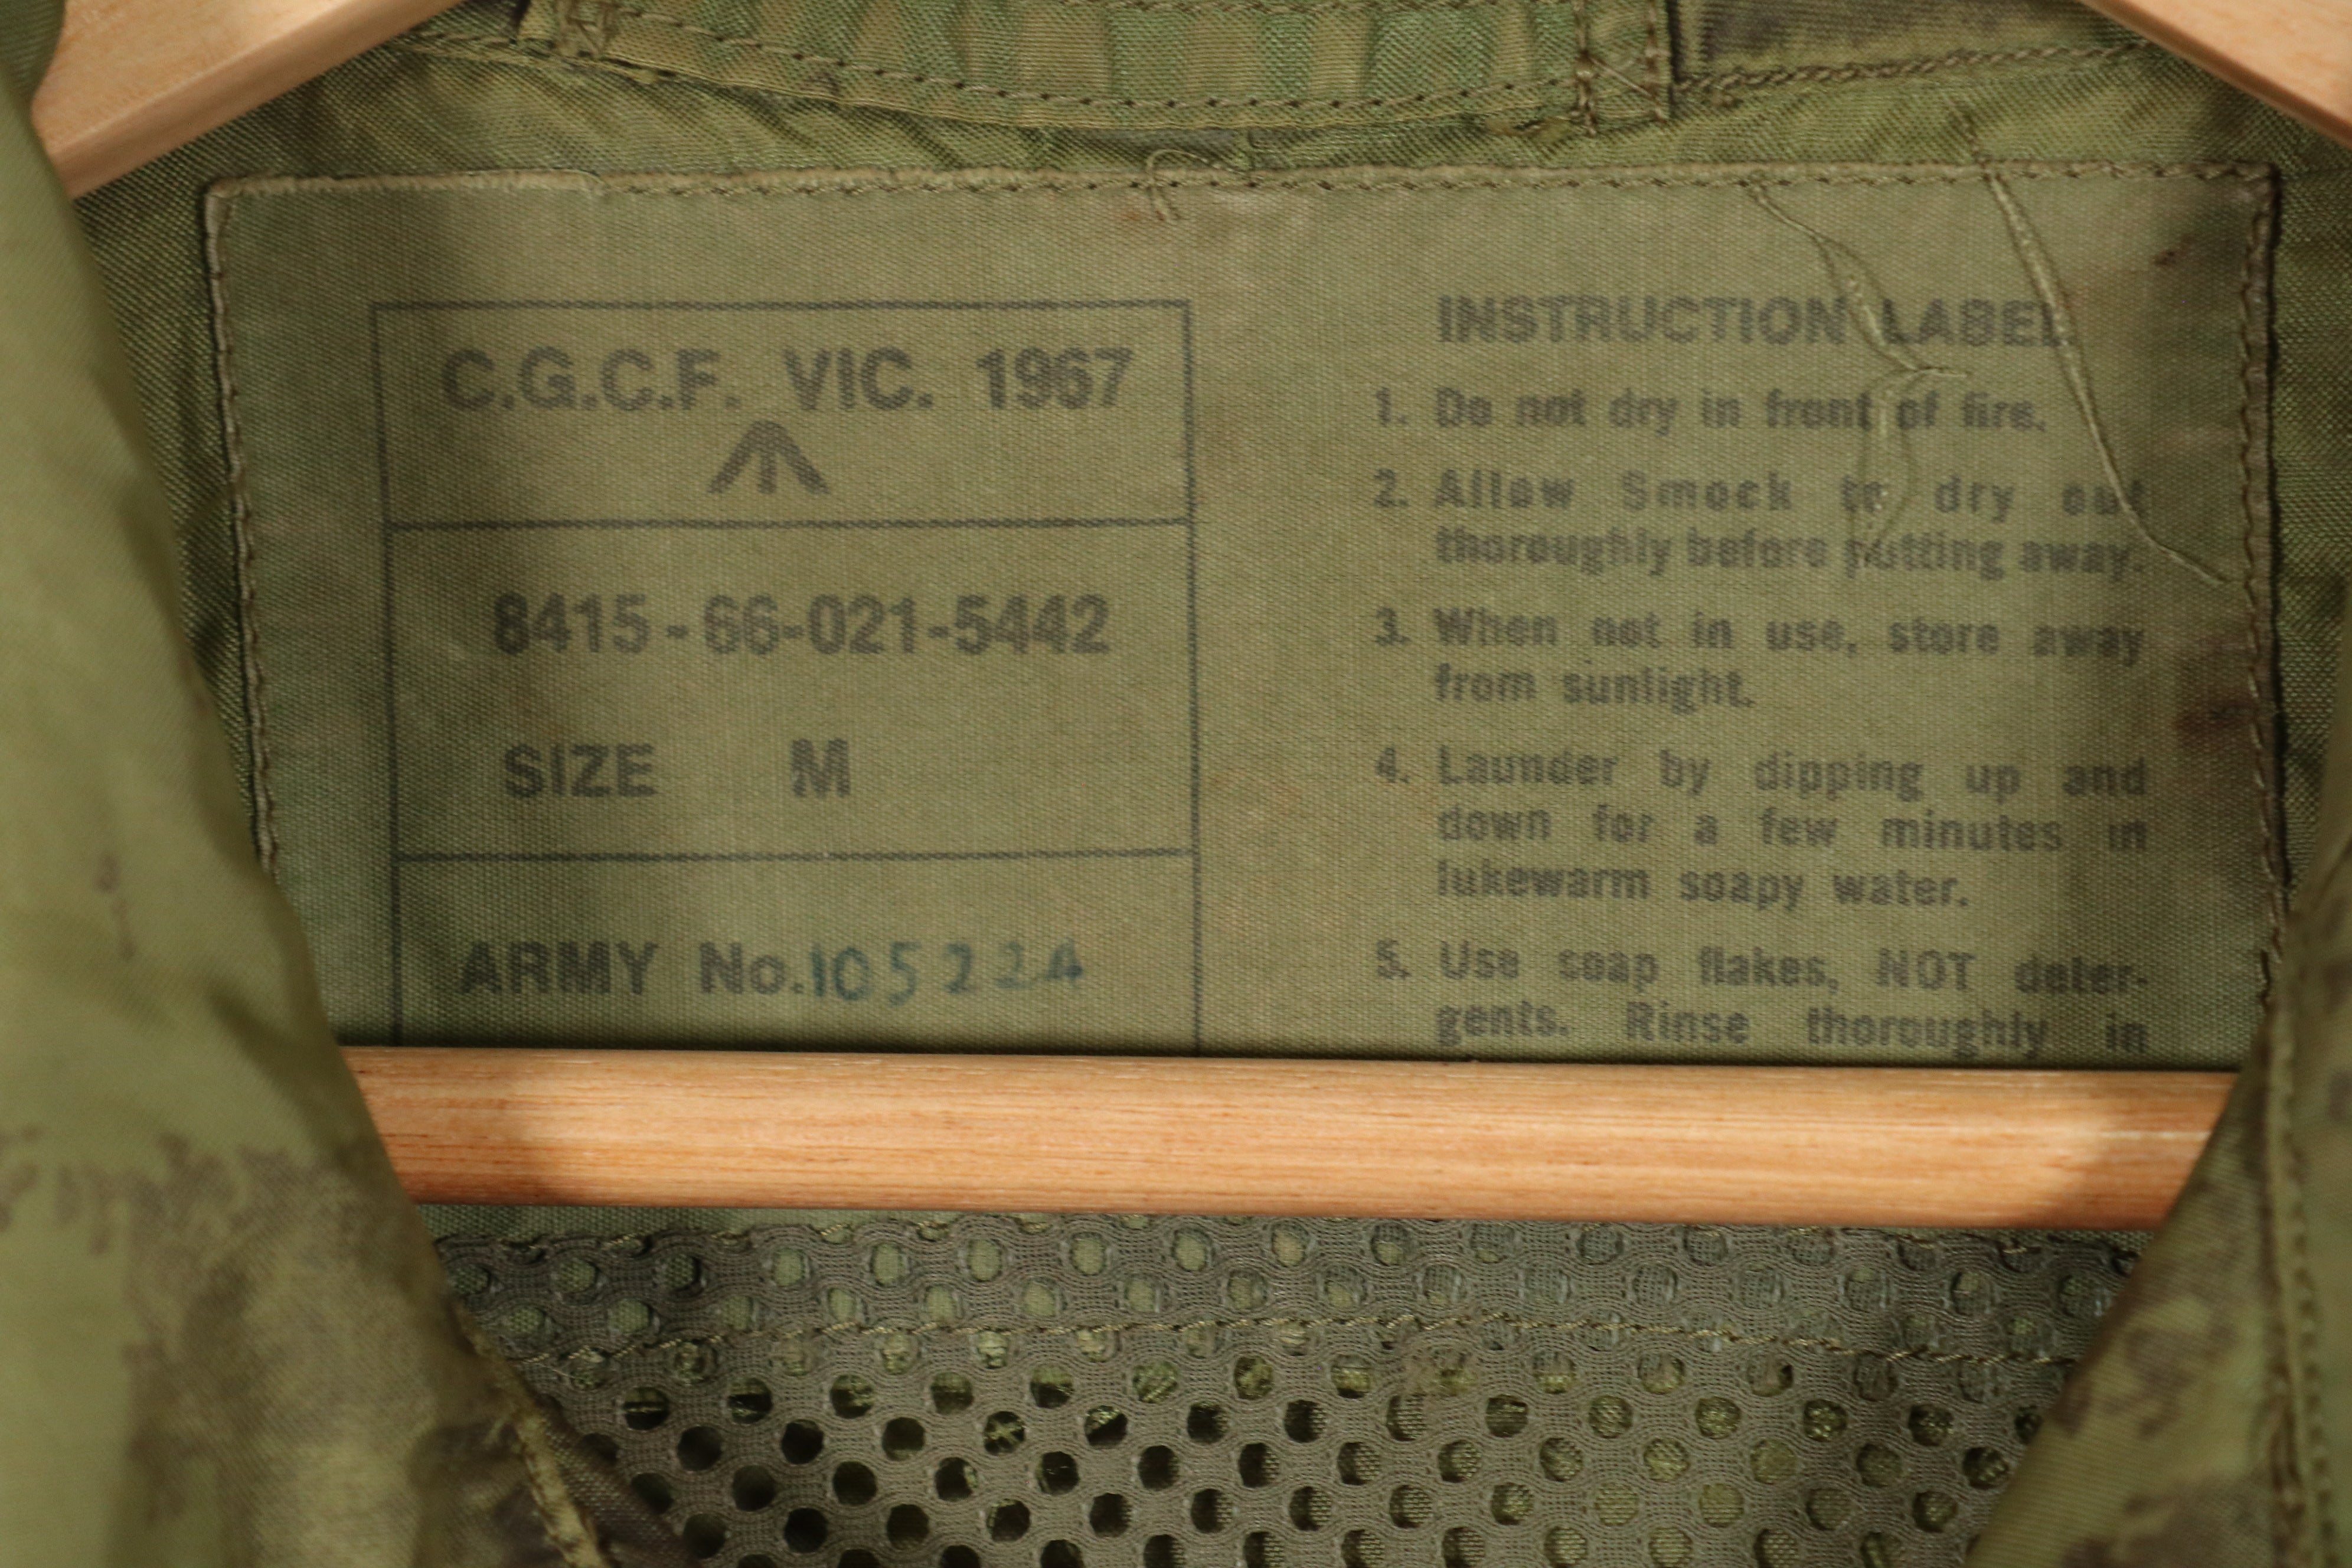 C.G.C.F. VIC. 1967
8415-66-021-5442
SIZE M
ARMY No. 105224
INSTRUCTION LABEL
1. Do not dry in front of fire.
2. Allow Smock to dry out
thoroughly before putting away.
3. When not in use, store away
from sunlight.
4. Launder by dipping up and
down for a few minutes in
lukewarm soapy water.
5. Use soap flakes, NOT deter-
gents. Rinse thoroughly in